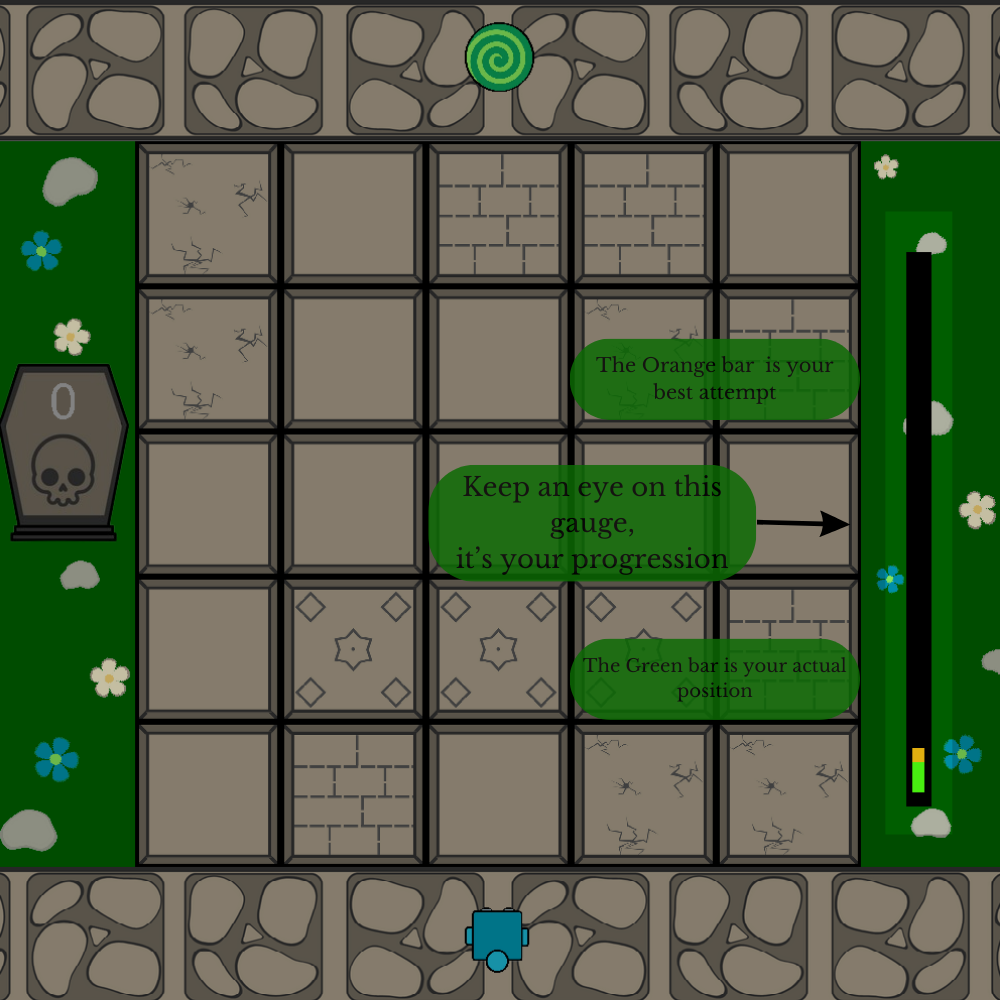 0
The Orange bar  is your
best attempt
Keep an eye on this
gauge,
it’s your progression
The Green bar is your actual
position